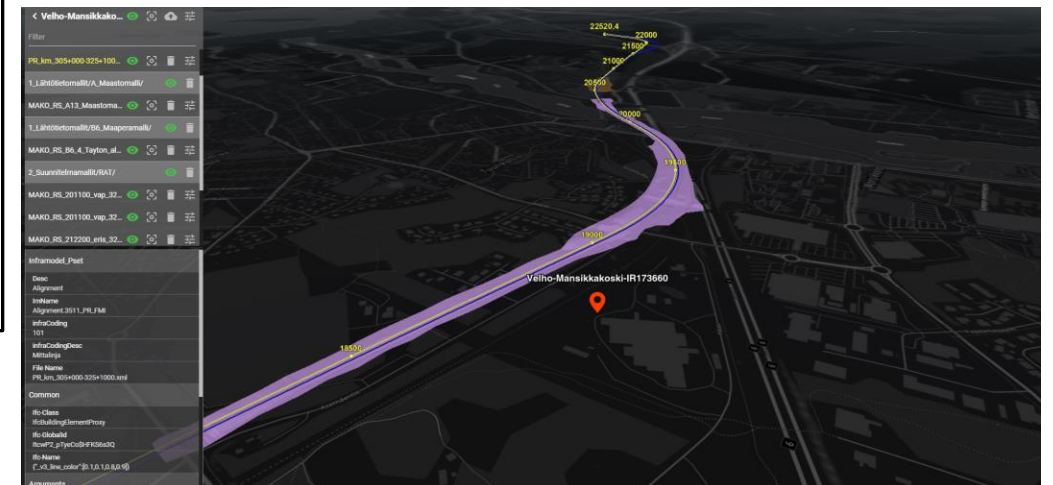 < Velho-Mansikkako...
Filter
PR_km_305+000-325+100...
1_Lähtötietomallit/A_Maastomalli/
MAKO_RS_A13_Maastoma...
1_Lähtötietomallit/B6_Maaperamalli/
MAKO_RS_B6_4_Tayton_al...
2_Suunnitelmamallit/RAT/
MAKO_RS_201100_vap_32...
MAKO_RS_201100_vap_32...
MAKO_RS_212200_eris_32...
Inframodel_Pset
Desc
Alignment
ImName
Alignment.3511_PR_FMI
infraCoding
101
infraCodingDesc
Mittalinja
File Name
PR_km_305+000-325+1000.xml
Common
Ifc-Class
IfcBuildingElementProxy
Ifc-GlobalId
Ifc-Name
{"_v3_line_color":[0.1,0.1,0.8,0.9]}
Arguments
22520.4
22000
21500
21000
20500
20000
19500
19000
Velho-Mansikkakoski-IR173660
18500